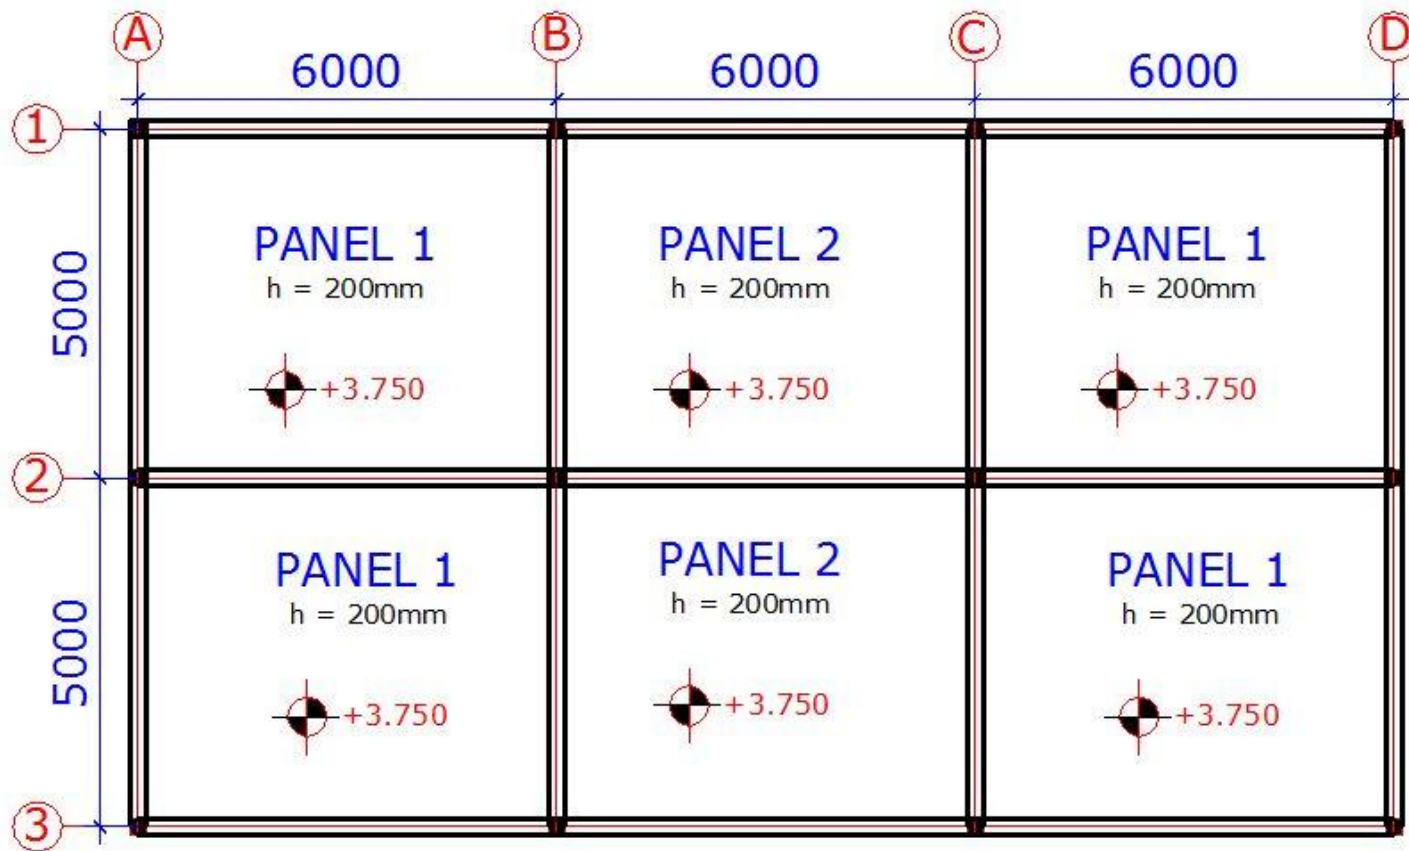 A B C D
6000 6000 6000
1
PANEL 1 PANEL 2 PANEL 1
h = 200mm h = 200mm h = 200mm
5000
+3.750 +3.750 +3.750
2
PANEL 1 PANEL 2 PANEL 1
h = 200mm h = 200mm h = 200mm
5000
+3.750 +3.750 +3.750
3